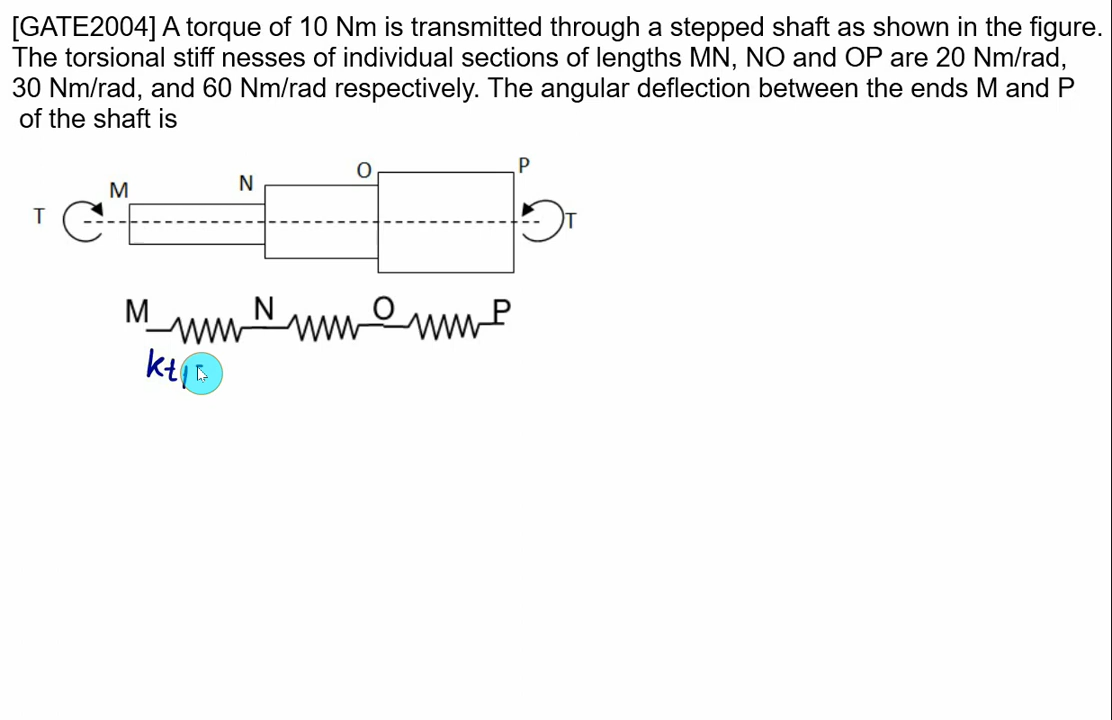 [GATE2004] A torque of 10 Nm is transmitted through a stepped shaft as shown in the figure.
The torsional stiff nesses of individual sections of lengths MN, NO and OP are 20 Nm/rad,
30 Nm/rad, and 60 Nm/rad respectively. The angular deflection between the ends M and P
of the shaft is
O P
M N
T T
M N O P
kt1